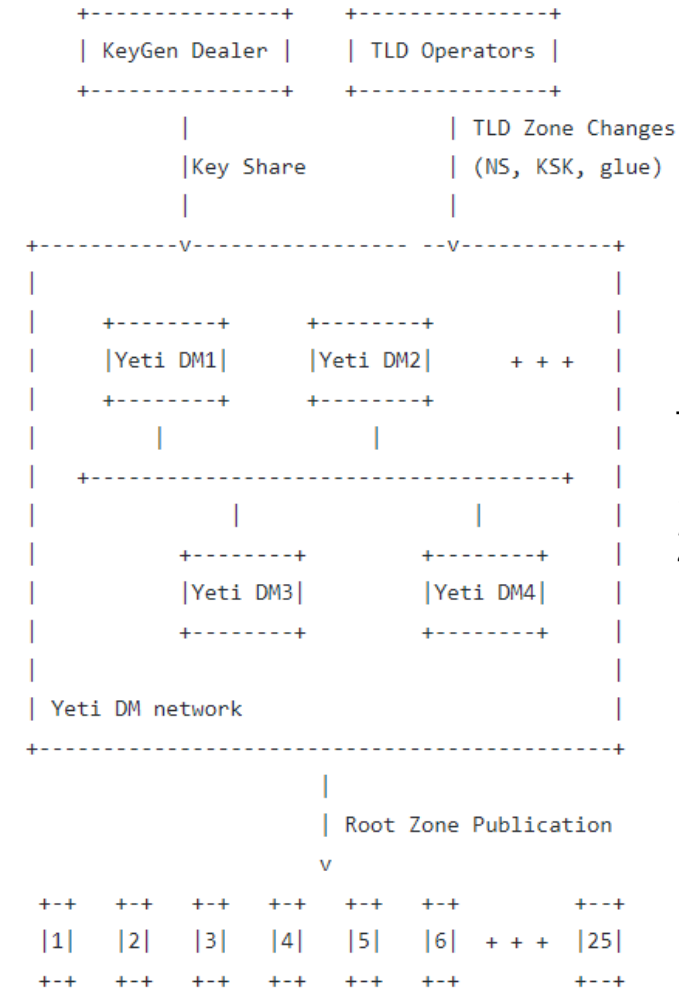 +---------------+    +---------------+
| KeyGen Dealer |    | TLD Operators |
+---------------+    +---------------+
        |                    | TLD Zone Changes
        |Key Share           | (NS, KSK, glue)
        |                    |
+-----------v----------------- --v------------+
|                                             |
|     +--------+      +--------+              |
|     |Yeti DM1|      |Yeti DM2|      + + +   |
|     +--------+      +--------+              |
|         |                |                  |
|   +-------------------------------------+   |
|               |                  |          |
|           +--------+         +--------+     |
|           |Yeti DM3|         |Yeti DM4|     |
|           +--------+         +--------+     |
|                                             |
| Yeti DM network                             |
+---------------------------------------------+
                       |
                       | Root Zone Publication
                       v
+-+   +-+   +-+   +-+   +-+   +-+         +--+
|1|   |2|   |3|   |4|   |5|   |6|  + + +  |25|
+-+   +-+   +-+   +-+   +-+   +-+         +--+